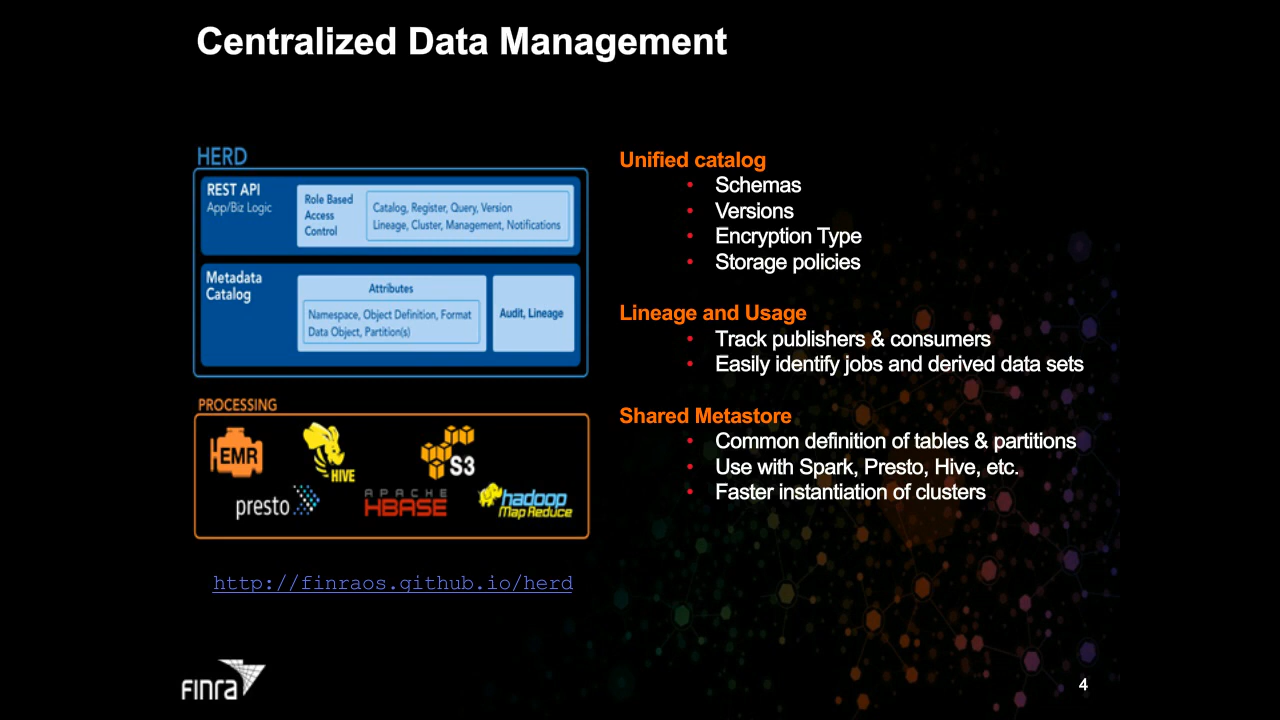 Centralized Data Management
HERD
REST API
App/Biz Logic
Role Based
Access
Control
Catalog, Register, Query, Version
Lineage, Cluster, Management, Notifications
Metadata
Catalog
Attributes
Namespace, Object Definition, Format
Data Object, Partition(s)
Audit, Lineage
PROCESSING
EMR
HIVE
S3
presto
APACHE
HBASE
hadoop
Map Reduce
http://finraos.github.io/herd
Unified catalog
• Schemas
• Versions
• Encryption Type
• Storage policies
Lineage and Usage
• Track publishers & consumers
• Easily identify jobs and derived data sets
Shared Metastore
• Common definition of tables & partitions
• Use with Spark, Presto, Hive, etc.
• Faster instantiation of clusters
finra
4